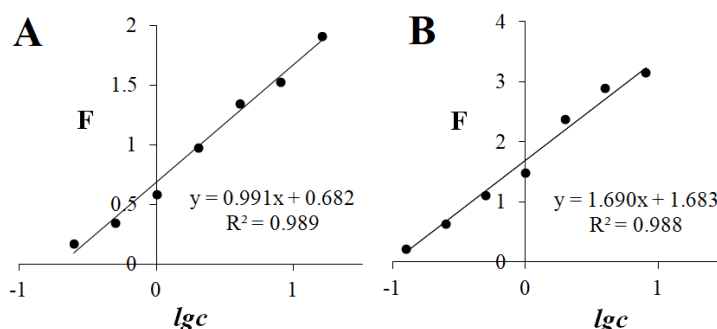 A
2
1.5
F
1
0.5
y = 0.991x + 0.682
R² = 0.989
0
-1
0
1
lgc
B
4
3
F
2
1
y = 1.690x + 1.683
R² = 0.988
0
-1
0
1
lgc